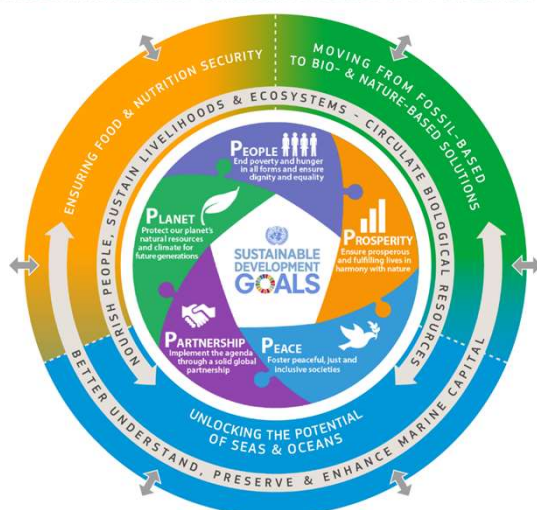 ENSURING FOOD & NUTRITION SECURITY
MOVING FROM FOSSIL-BASED
TO BIO- & NATURE-BASED SOLUTIONS
NOURISH PEOPLE, SUSTAIN LIVELIHOODS & ECOSYSTEMS - CIRCULATE BIOLOGICAL RESOURCES
PEOPLE
End poverty and hunger
in all forms and ensure
dignity and equality
PLANET
Protect our planet's
natural resources
and climate for
future generations
PROSPERITY
Ensure prosperous
and fulfilling lives in
harmony with nature
SUSTAINABLE
DEVELOPMENT
GOALS
PARTNERSHIP
Implement the agenda
through a solid global
partnership
PEACE
Foster peaceful, just and
inclusive societies
UNLOCKING THE POTENTIAL
OF SEAS & OCEANS
BETTER UNDERSTAND, PRESERVE & ENHANCE MARINE CAPITAL